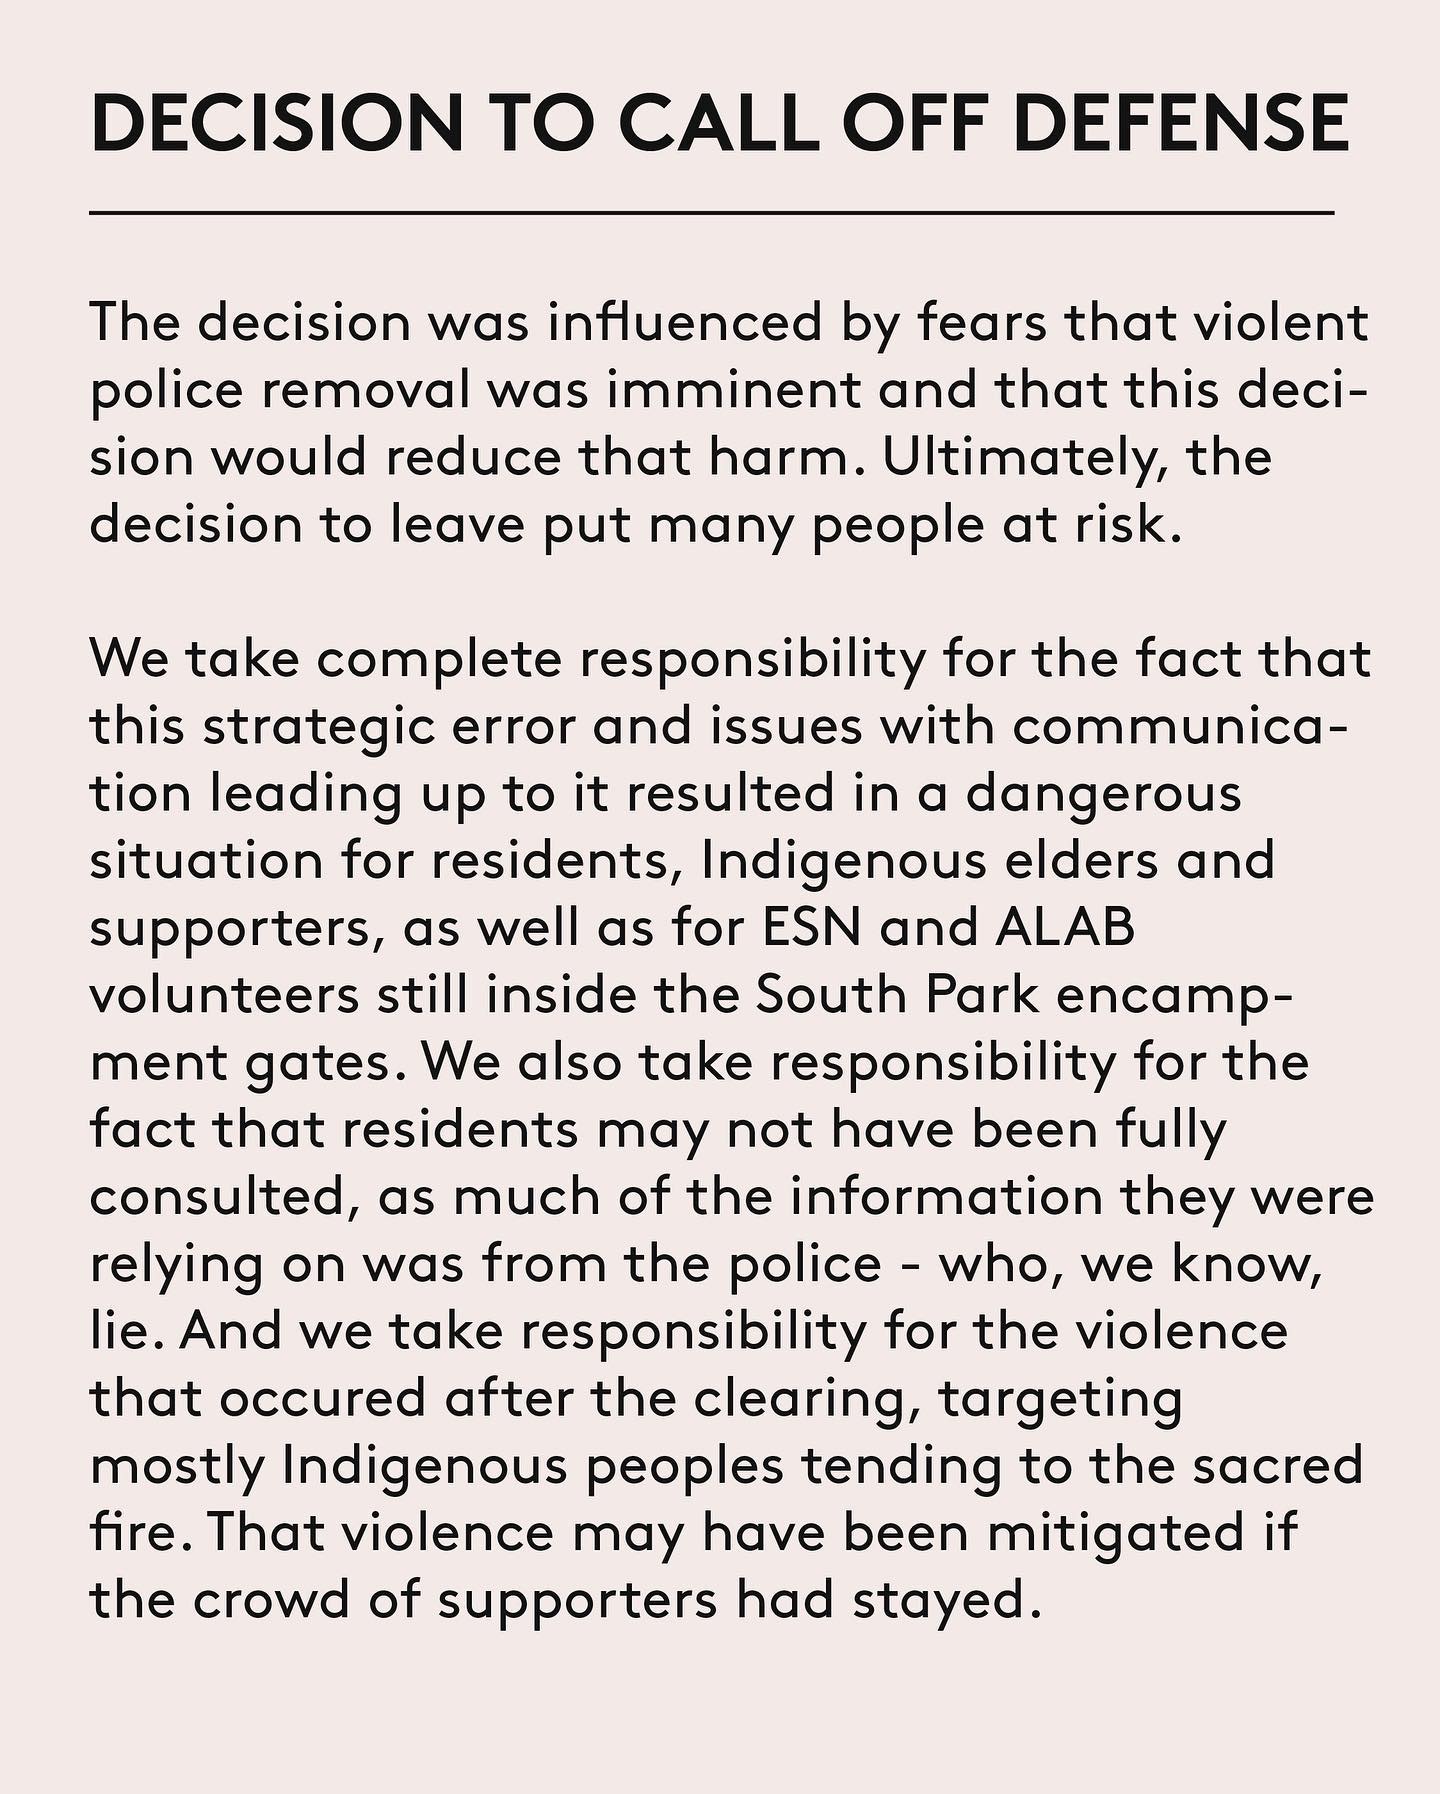 DECISION TO CALL OFF DEFENSE
The decision was influenced by fears that violent
police removal was imminent and that this deci-
sion would reduce that harm. Ultimately, the
decision to leave put many people at risk.
We take complete responsibility for the fact that
this strategic error and issues with communica-
tion leading up to it resulted in a dangerous
situation for residents, Indigenous elders and
supporters, as well as for ESN and ALAB
volunteers still inside the South Park encamp-
ment gates. We also take responsibility for the
fact that residents may not have been fully
consulted, as much of the information they were
relying on was from the police - who, we know,
lie. And we take responsibility for the violence
that occured after the clearing, targeting
mostly Indigenous peoples tending to the sacred
fire. That violence may have been mitigated if
the crowd of supporters had stayed.